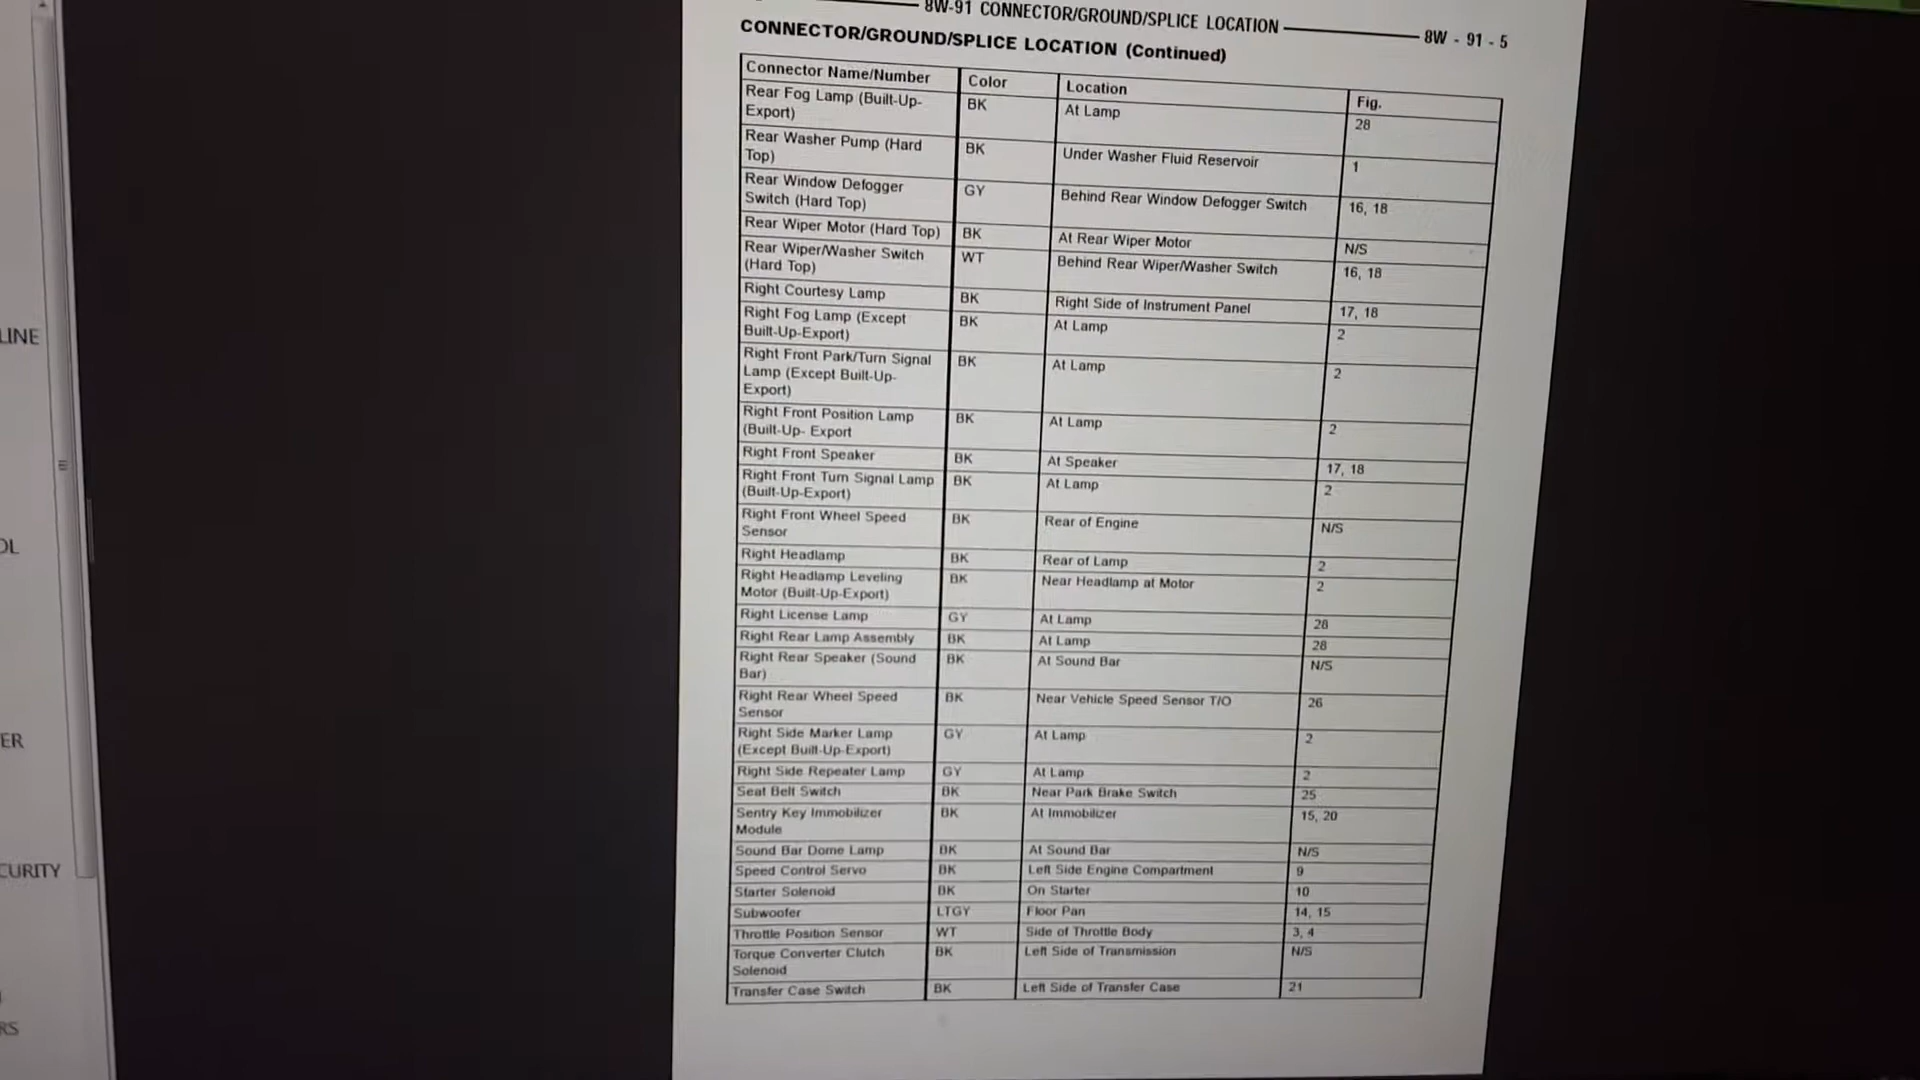 8W-91 CONNECTOR/GROUND/SPLICE LOCATION 8W - 91 - 5
CONNECTOR/GROUND/SPLICE LOCATION (Continued)
Connector Name/Number Color Location Fig.
Rear Fog Lamp (Built-Up- BK At Lamp 28
Export)
Rear Washer Pump (Hard BK Under Washer Fluid Reservoir 1
Top)
Rear Window Defogger GY Behind Rear Window Defogger Switch 16, 18
Switch (Hard Top)
Rear Wiper Motor (Hard Top) BK At Rear Wiper Motor N/S
Rear Wiper/Washer Switch WT Behind Rear Wiper/Washer Switch 16, 18
(Hard Top)
Right Courtesy Lamp BK Right Side of Instrument Panel 17, 18
Right Fog Lamp (Except BK At Lamp 2
Built-Up-Export)
Right Front Park/Turn Signal BK At Lamp 2
Lamp (Except Built-Up-
Export)
Right Front Position Lamp BK At Lamp 2
(Built-Up- Export
Right Front Speaker BK At Speaker 17, 18
Right Front Turn Signal Lamp BK At Lamp 2
(Built-Up-Export)
Right Front Wheel Speed BK Rear of Engine N/S
Sensor
Right Headlamp BK Rear of Lamp 2
Right Headlamp Leveling BK Near Headlamp at Motor 2
Motor (Built-Up-Export)
Right License Lamp GY At Lamp 28
Right Rear Lamp Assembly BK At Lamp 28
Right Rear Speaker (Sound BK At Sound Bar N/S
Bar)
Right Rear Wheel Speed BK Near Vehicle Speed Sensor T/O 26
Sensor
Right Side Marker Lamp GY At Lamp 2
(Except Built-Up-Export)
Right Side Repeater Lamp GY At Lamp 2
Seat Belt Switch BK Near Park Brake Switch 25
Sentry Key Immobilizer BK At Immobilizer 15, 20
Module
Sound Bar Dome Lamp BK At Sound Bar N/S
Speed Control Servo BK Left Side Engine Compartment 9
Starter Solenoid BK On Starter 10
Subwoofer LTGY Floor Pan 14, 15
Throttle Position Sensor WT Side of Throttle Body 3, 4
Torque Converter Clutch BK Left Side of Transmission N/S
Solenoid
Transfer Case Switch BK Left Side of Transfer Case 21
LINE
OL
ER
CURITY
RS